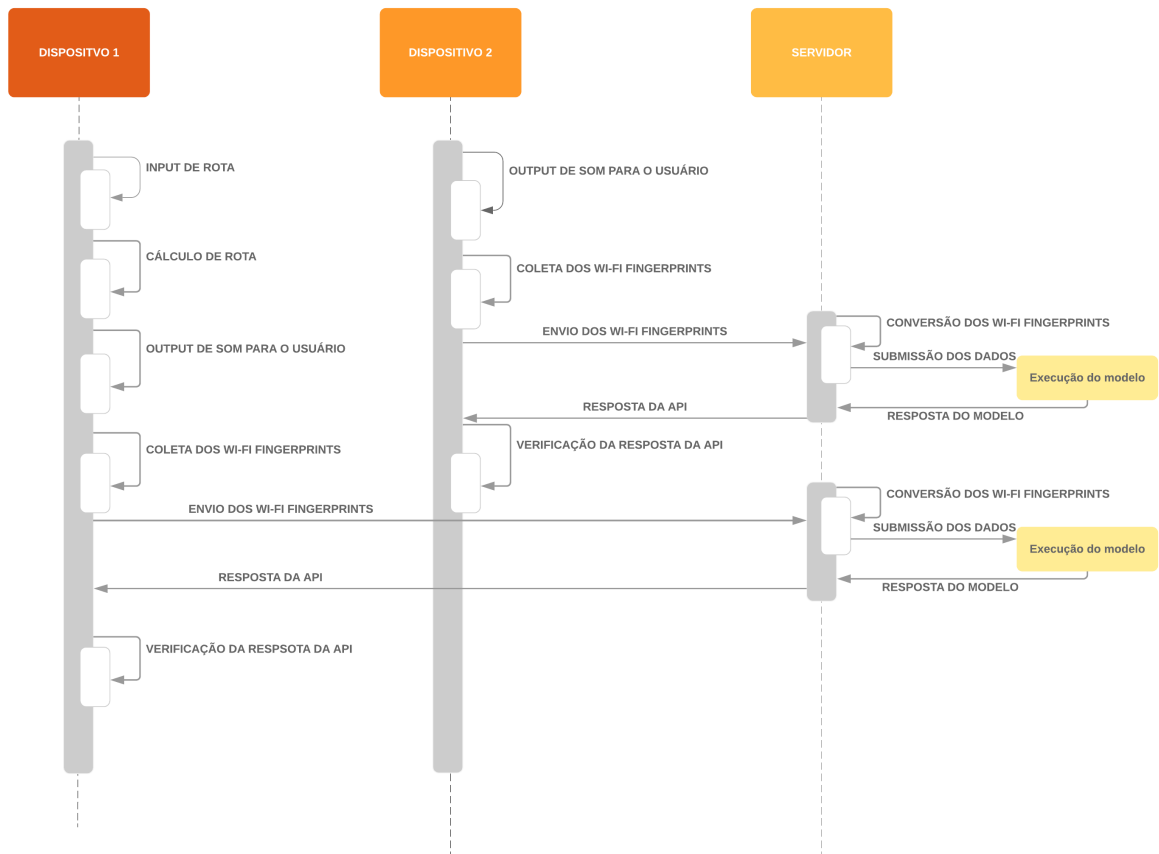 DISPOSITVO 1
DISPOSITIVO 2
SERVIDOR
INPUT DE ROTA
OUTPUT DE SOM PARA O USUÁRIO
CÁLCULO DE ROTA
COLETA DOS WI-FI FINGERPRINTS
ENVIO DOS WI-FI FINGERPRINTS
CONVERSÃO DOS WI-FI FINGERPRINTS
OUTPUT DE SOM PARA O USUÁRIO
SUBMISSÃO DOS DADOS
Execução do modelo
RESPOSTA DA API
RESPOSTA DO MODELO
COLETA DOS WI-FI FINGERPRINTS
VERIFICAÇÃO DA RESPOSTA DA API
CONVERSÃO DOS WI-FI FINGERPRINTS
ENVIO DOS WI-FI FINGERPRINTS
SUBMISSÃO DOS DADOS
Execução do modelo
RESPOSTA DA API
RESPOSTA DO MODELO
VERIFICAÇÃO DA RESPSOTA DA API